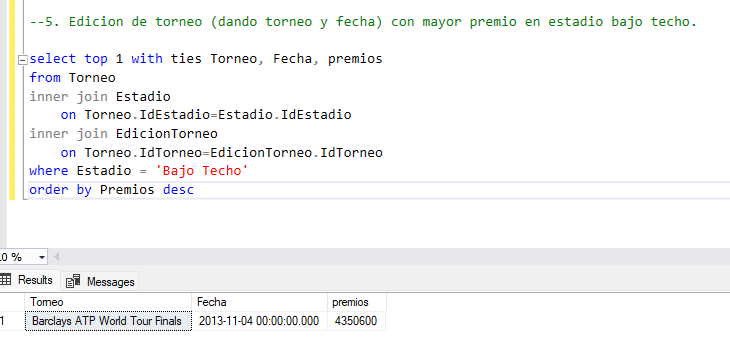 --5. Edicion de torneo (dando torneo y fecha) con mayor premio en estadio bajo techo.
select top 1 with ties Torneo, Fecha, premios
from Torneo
inner join Estadio
on Torneo.IdEstadio=Estadio.IdEstadio
inner join EdicionTorneo
on Torneo.IdTorneo=EdicionTorneo.IdTorneo
where Estadio = 'Bajo Techo'
order by Premios desc
.0 %
Results Messages
Torneo Fecha premios
1 Barclays ATP World Tour Finals 2013-11-04 00:00:00.000 4350600